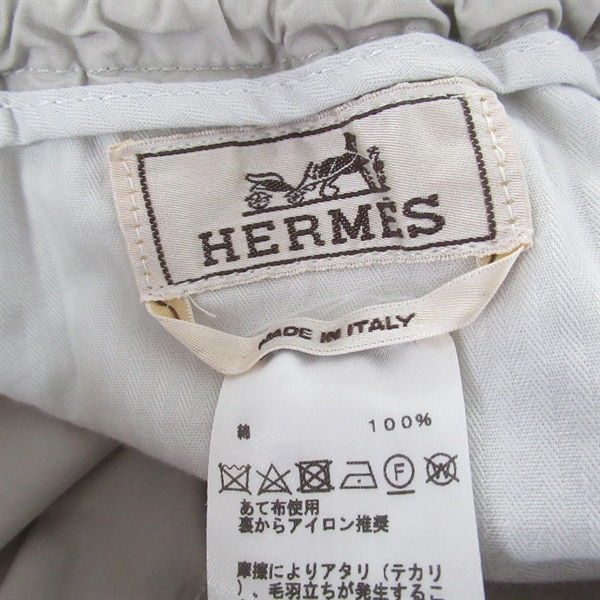 HERMÈS
MADE IN ITALY
綿 100%
F W
あて布使用
裏からアイロン推奨
摩擦によりアタリ（テカリ
）、毛羽立ちが発生するこ